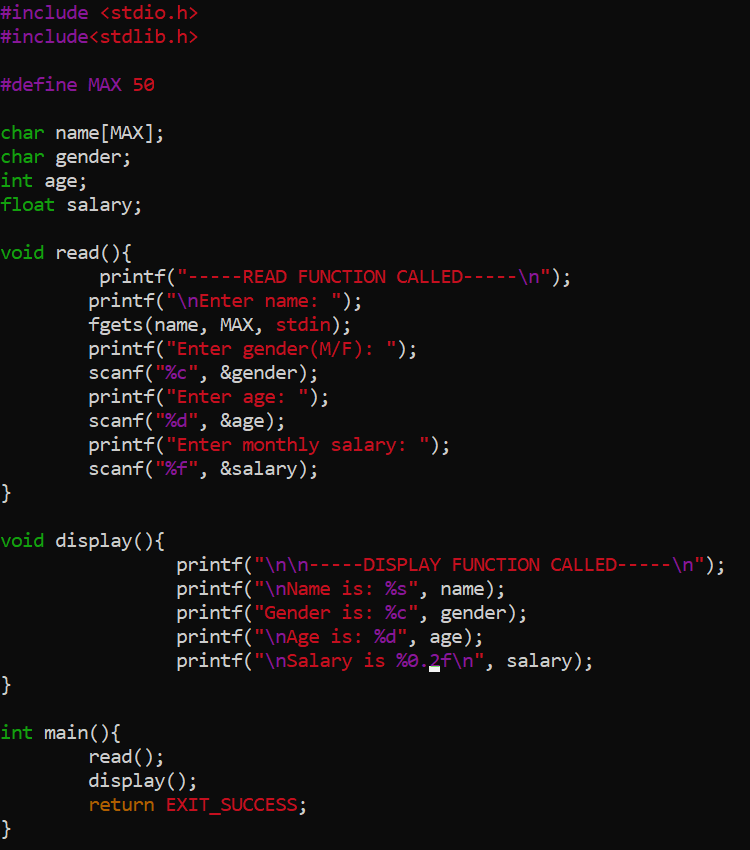 #include <stdio.h>
#include<stdlib.h>
#define MAX 50
char name[MAX];
char gender;
int age;
float salary;
void read(){
printf("-----READ FUNCTION CALLED-----\n");
printf("\nEnter name: ");
fgets(name, MAX, stdin);
printf("Enter gender(M/F): ");
scanf("%c", &gender);
printf("Enter age: ");
scanf("%d", &age);
printf("Enter monthly salary: ");
scanf("%f", &salary);
}
void display(){
printf("\n\n-----DISPLAY FUNCTION CALLED-----\n");
printf("\nName is: %s", name);
printf("Gender is: %c", gender);
printf("\nAge is: %d", age);
printf("\nSalary is %0.2f\n", salary);
}
int main(){
read();
display();
return EXIT_SUCCESS;
}